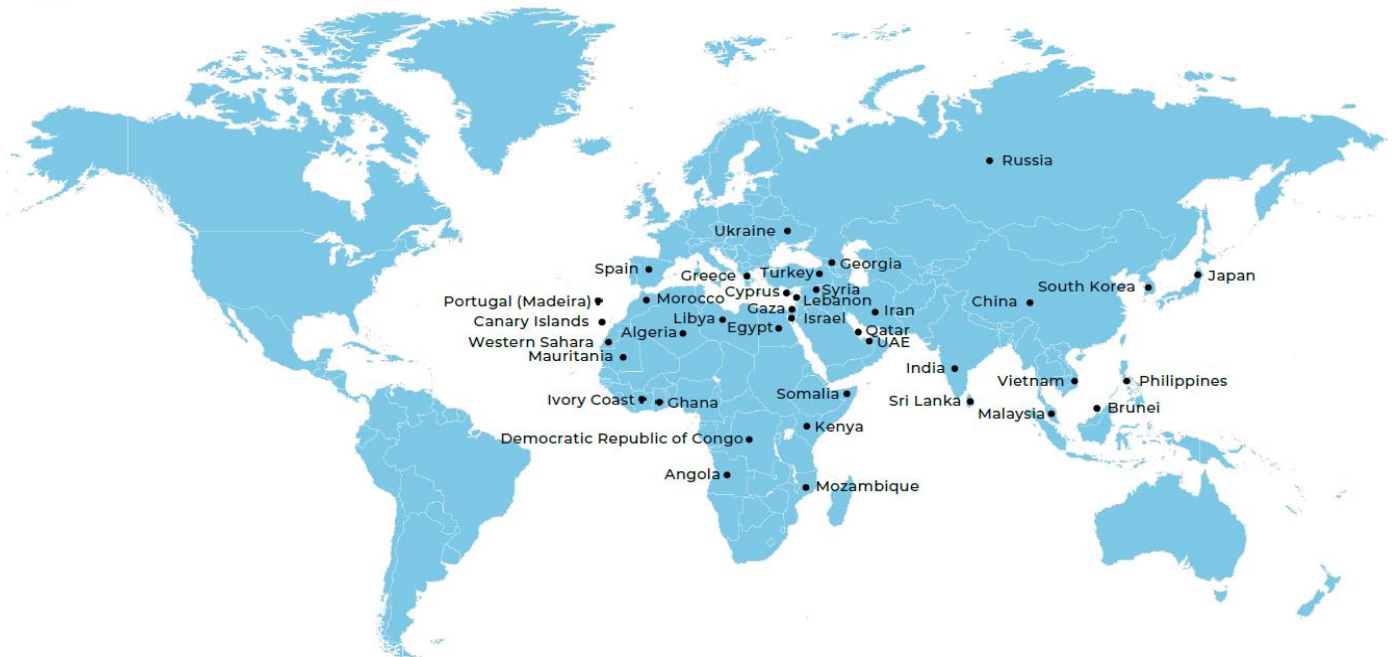 Russia
Ukraine
Georgia
Spain
Greece
Turkey
Japan
South Korea
Cyprus
Syria
Portugal (Madeira)
Morocco
Lebanon
China
Gaza
Iran
Canary Islands
Libya
Israel
Algeria
Egypt
Qatar
Western Sahara
UAE
Mauritania
India
Vietnam
Philippines
Somalia
Ivory Coast
Ghana
Sri Lanka
Malaysia
Brunei
Kenya
Democratic Republic of Congo
Angola
Mozambique